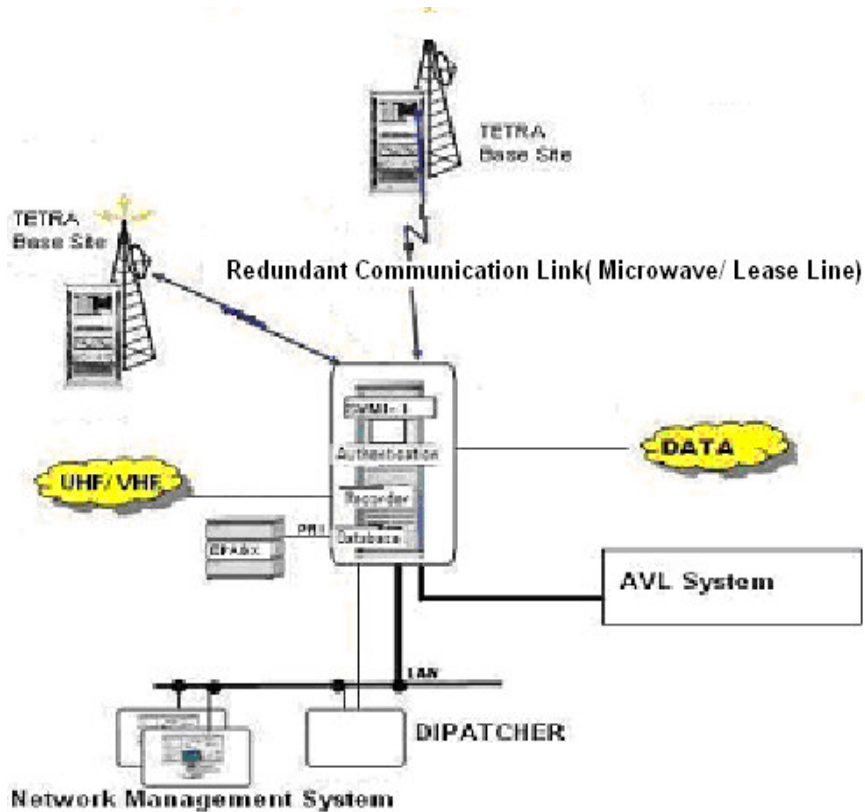 TETRA
Base Site
TETRA
Base Site
Redundant Communication Link( Microwave/ Lease Line)
Authentication
DATA
UHF/VHF
Recorder
PRI
Database
AVL System
LAN
DIPATCHER
Network Management System